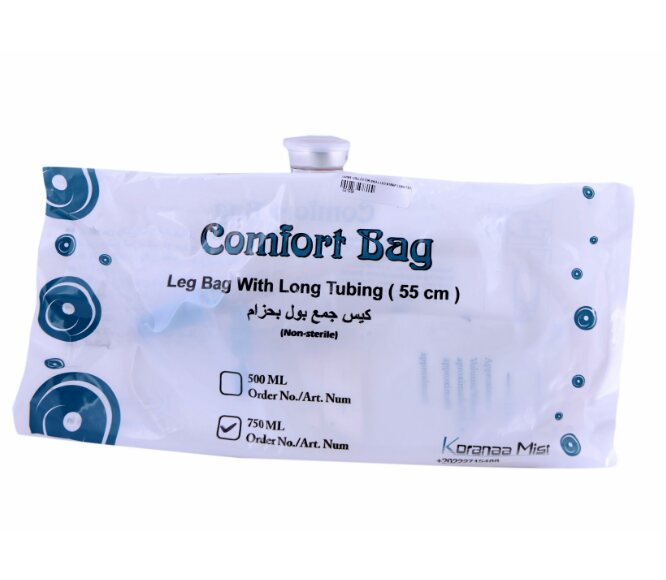 Comfort Bag
Leg Bag With Long Tubing ( 55 cm )
كيس جمع بول بحزام
(Non-sterile)
500 ML
Order No./Art. Num
750 ML
Order No./Art. Num
Koranaa Mist